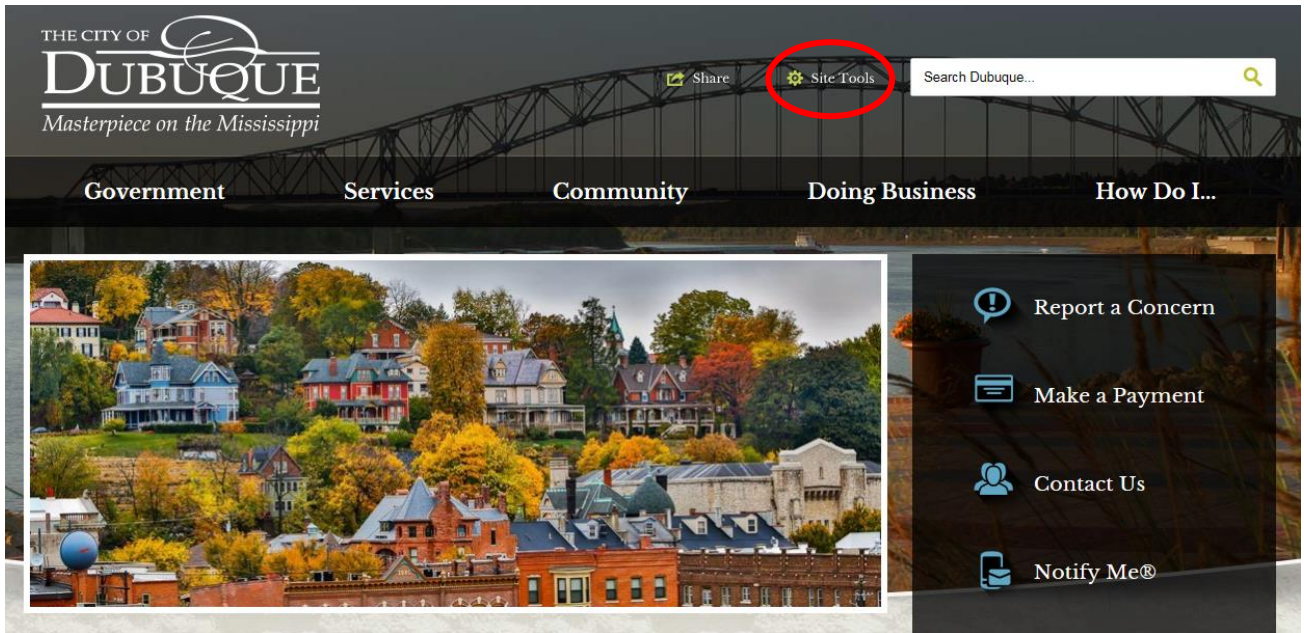 THE CITY OF
DUBUQUE
Masterpiece on the Mississippi
Share
Site Tools
Search Dubuque...
Government
Services
Community
Doing Business
How Do I...
Report a Concern
Make a Payment
Contact Us
Notify Me®